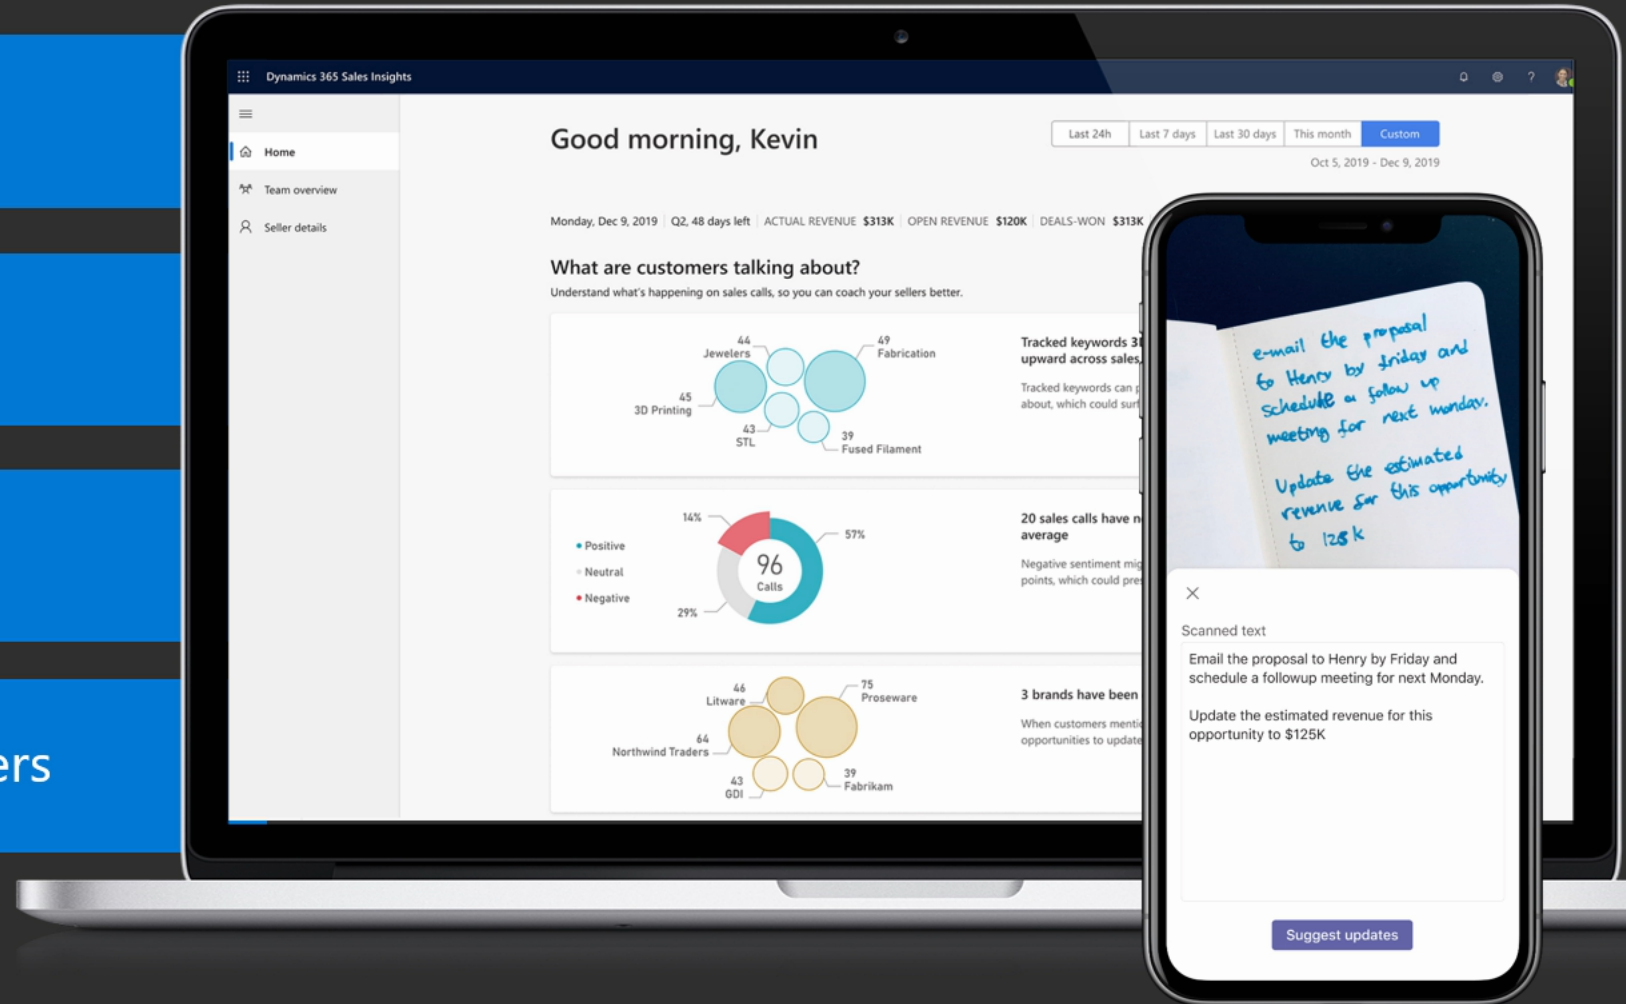 ers
Dynamics 365 Sales Insights
?
Home
Team overview
Seller details
Good morning, Kevin
Last 24h
Last 7 days
Last 30 days
This month
Custom
Oct 5, 2019 - Dec 9, 2019
Monday, Dec 9, 2019 | Q2, 48 days left | ACTUAL REVENUE $313K | OPEN REVENUE $120K | DEALS-WON $313K
What are customers talking about?
Understand what's happening on sales calls, so you can coach your sellers better.
44
Jewelers
49
Fabrication
45
3D Printing
43
STL
39
Fused Filament
Tracked keywords 3
upward across sales,
Tracked keywords can
about, which could sur
14%
57%
29%
• Positive
• Neutral
• Negative
96
Calls
20 sales calls have n
average
Negative sentiment mig
points, which could pre
46
Litware
75
Proseware
64
Northwind Traders
43
GDI
39
Fabrikam
3 brands have been
When customers menti
opportunities to update
e-mail the proposal
to Henry by friday and
schedule a follow up
meeting for next monday.
Update the estimated
revenue for this opportunity
to 125k
Scanned text
Email the proposal to Henry by Friday and
schedule a followup meeting for next Monday.
Update the estimated revenue for this
opportunity to $125K
Suggest updates